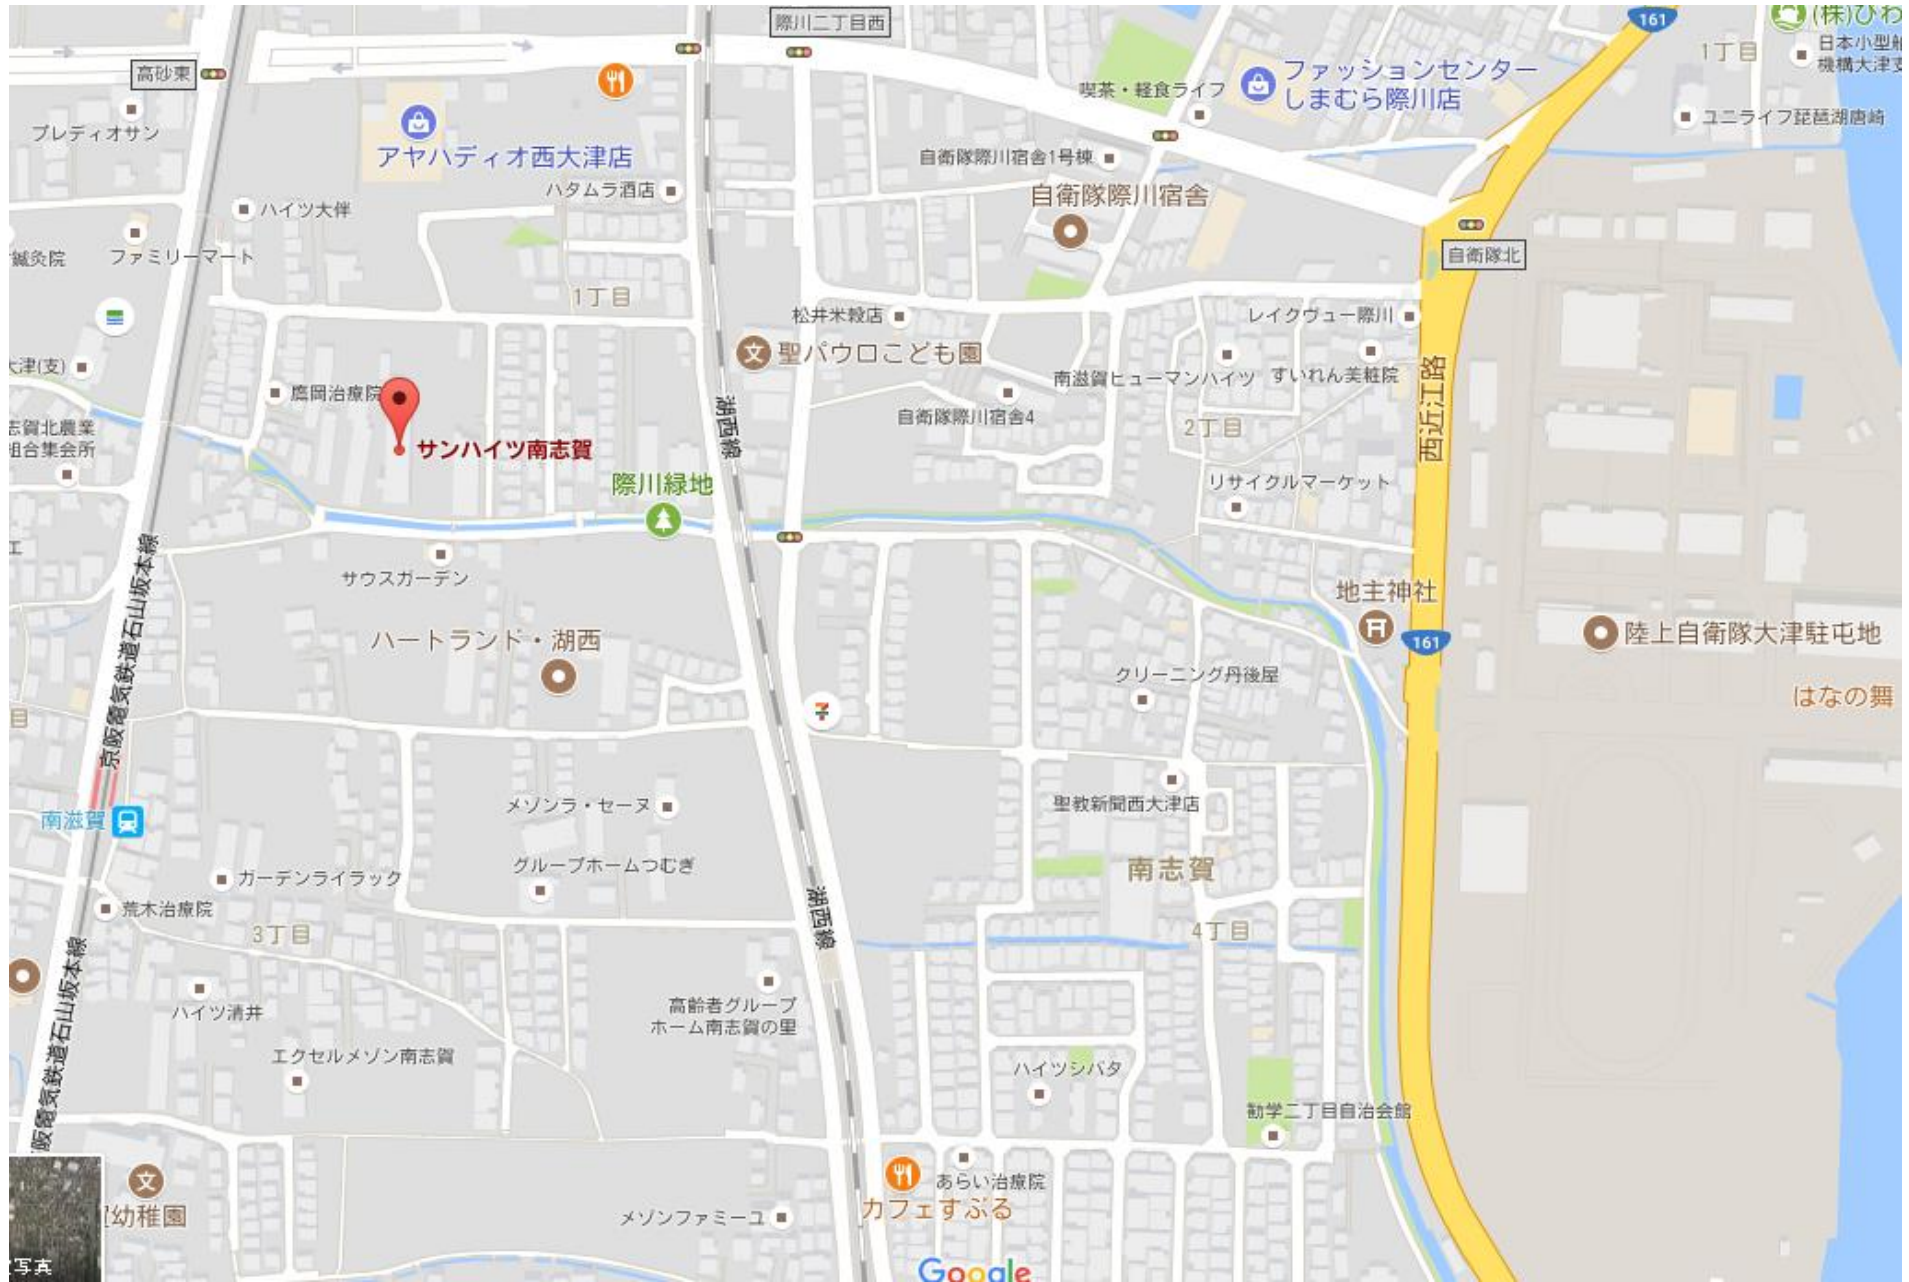 際川二丁目西
161
(株)びわ
日本小型船
機構大津支
1丁目
高砂東
ファッションセンター
しまむら際川店
喫茶・軽食ライフ
ユニライフ琵琶湖唐崎
プレディオサン
アヤハディオ西大津店
自衛隊際川宿舎1号棟
ハタムラ酒店
自衛隊際川宿舎
ハイツ大伴
鍼灸院
ファミリーマート
自衛隊北
1丁目
松井米穀店
レイクヴュー際川
聖パウロこども園
大津(支)
鷹岡治療院
南滋賀ヒューマンハイツ
すいれん美粧院
西近江路
湖西線
自衛隊際川宿舎4
2丁目
志賀北農業
組合集会所
サンハイツ南志賀
際川緑地
リサイクルマーケット
工
サウスガーデン
地主神社
京阪電気鉄道石山坂本線
ハートランド・湖西
161
陸上自衛隊大津駐屯地
クリーニング丹後屋
はなの舞
目
メゾンラ・セーヌ
聖教新聞西大津店
南滋賀
グループホームつむぎ
南志賀
ガーデンライラック
荒木治療院
湖西線
3丁目
4丁目
ハイツ清井
高齢者グループ
ホーム南志賀の里
阪電気鉄道石山坂本線
エクセルメゾン南志賀
ハイツシバタ
勧学二丁目自治会館
文
あらい治療院
カフェすぷる
幼稚園
メゾンファミーユ
写真
Google